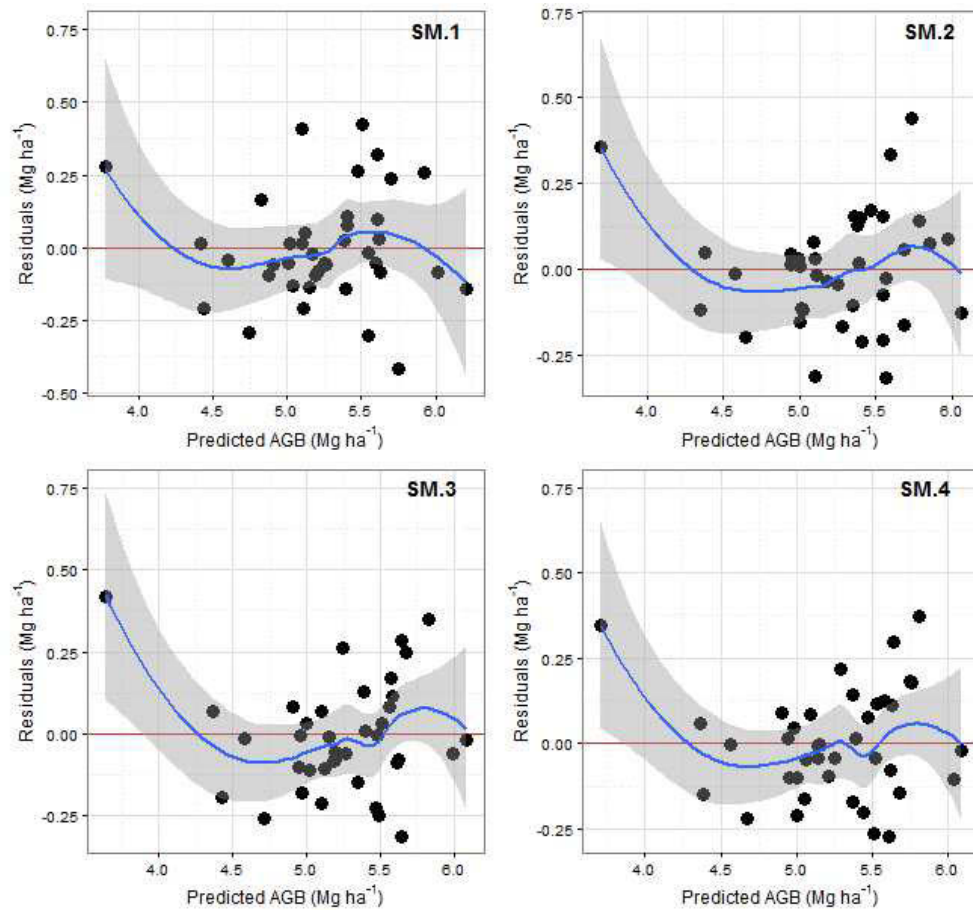 SM.1
0.75
0.50
0.25
0.00
-0.25
-0.50
Residuals (Mg ha⁻¹)
4.0 4.5 5.0 5.5 6.0
Predicted AGB (Mg ha⁻¹)
SM.2
0.75
0.50
0.25
0.00
-0.25
Residuals (Mg ha⁻¹)
4.0 4.5 5.0 5.5 6.0
Predicted AGB (Mg ha⁻¹)
SM.3
0.75
0.50
0.25
0.00
-0.25
Residuals (Mg ha⁻¹)
4.0 4.5 5.0 5.5 6.0
Predicted AGB (Mg ha⁻¹)
SM.4
0.75
0.50
0.25
0.00
-0.25
Residuals (Mg ha⁻¹)
4.0 4.5 5.0 5.5 6.0
Predicted AGB (Mg ha⁻¹)